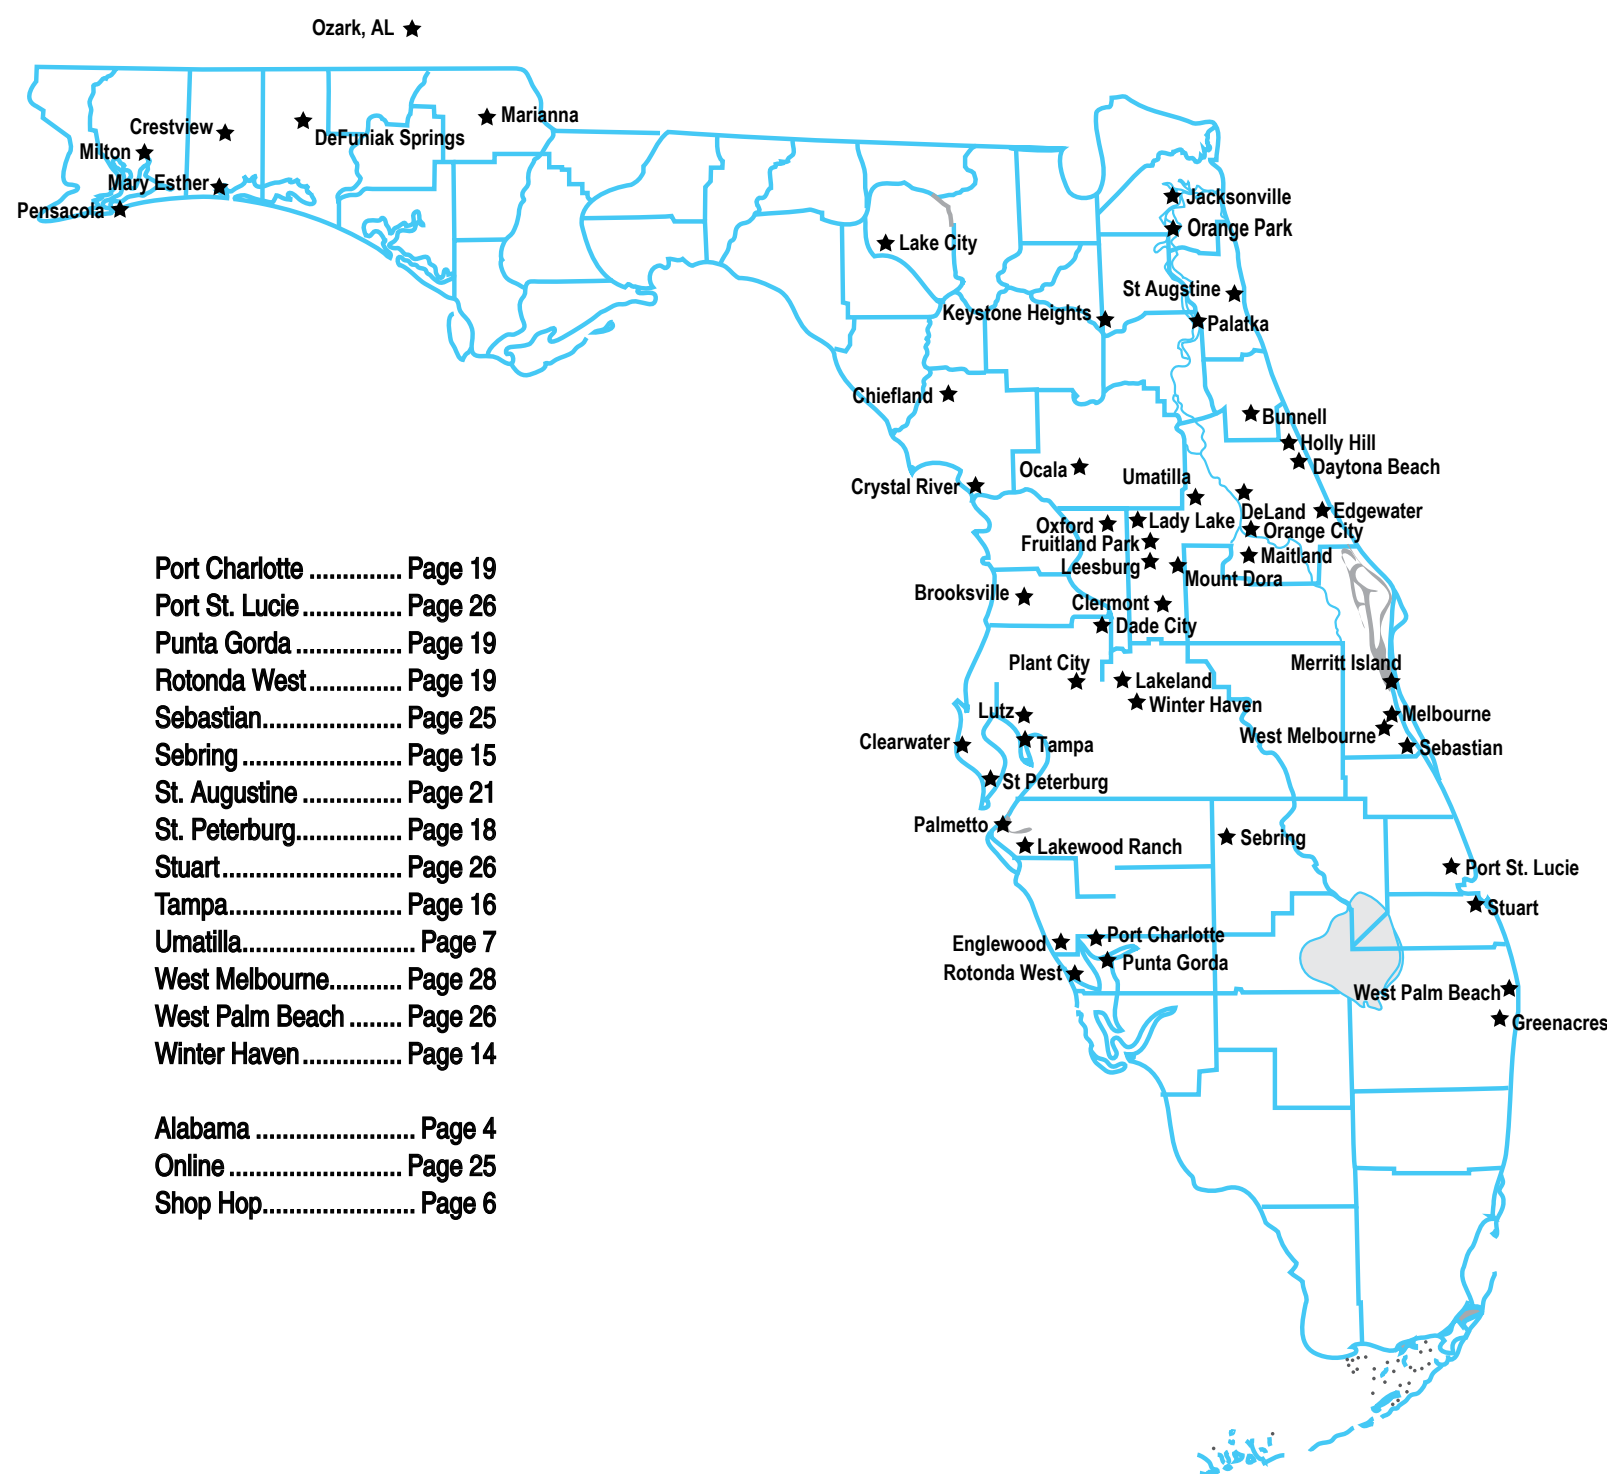 Ozark, AL
Marianna
Crestview
DeFuniak Springs
Milton
Mary Esther
Pensacola
Jacksonville
Orange Park
Lake City
St Augstine
Keystone Heights
Palatka
Chiefland
Bunnell
Holly Hill
Daytona Beach
Ocala
Umatilla
Crystal River
DeLand
Edgewater
Oxford
Lady Lake
Orange City
Fruitland Park
Maitland
Leesburg
Mount Dora
Brooksville
Clermont
Dade City
Plant City
Merritt Island
Lakeland
Winter Haven
Lutz
Melbourne
Clearwater
Tampa
West Melbourne
Sebastian
St Peterburg
Palmetto
Lakewood Ranch
Sebring
Port St. Lucie
Stuart
Englewood
Port Charlotte
Punta Gorda
Rotonda West
West Palm Beach
Greenacres
Port Charlotte .............. Page 19
Port St. Lucie ............... Page 26
Punta Gorda ................ Page 19
Rotonda West .............. Page 19
Sebastian..................... Page 25
Sebring ........................ Page 15
St. Augustine ............... Page 21
St. Peterburg................ Page 18
Stuart ........................... Page 26
Tampa.......................... Page 16
Umatilla.......................... Page 7
West Melbourne........... Page 28
West Palm Beach ........ Page 26
Winter Haven ............... Page 14
Alabama ........................ Page 4
Online .......................... Page 25
Shop Hop....................... Page 6